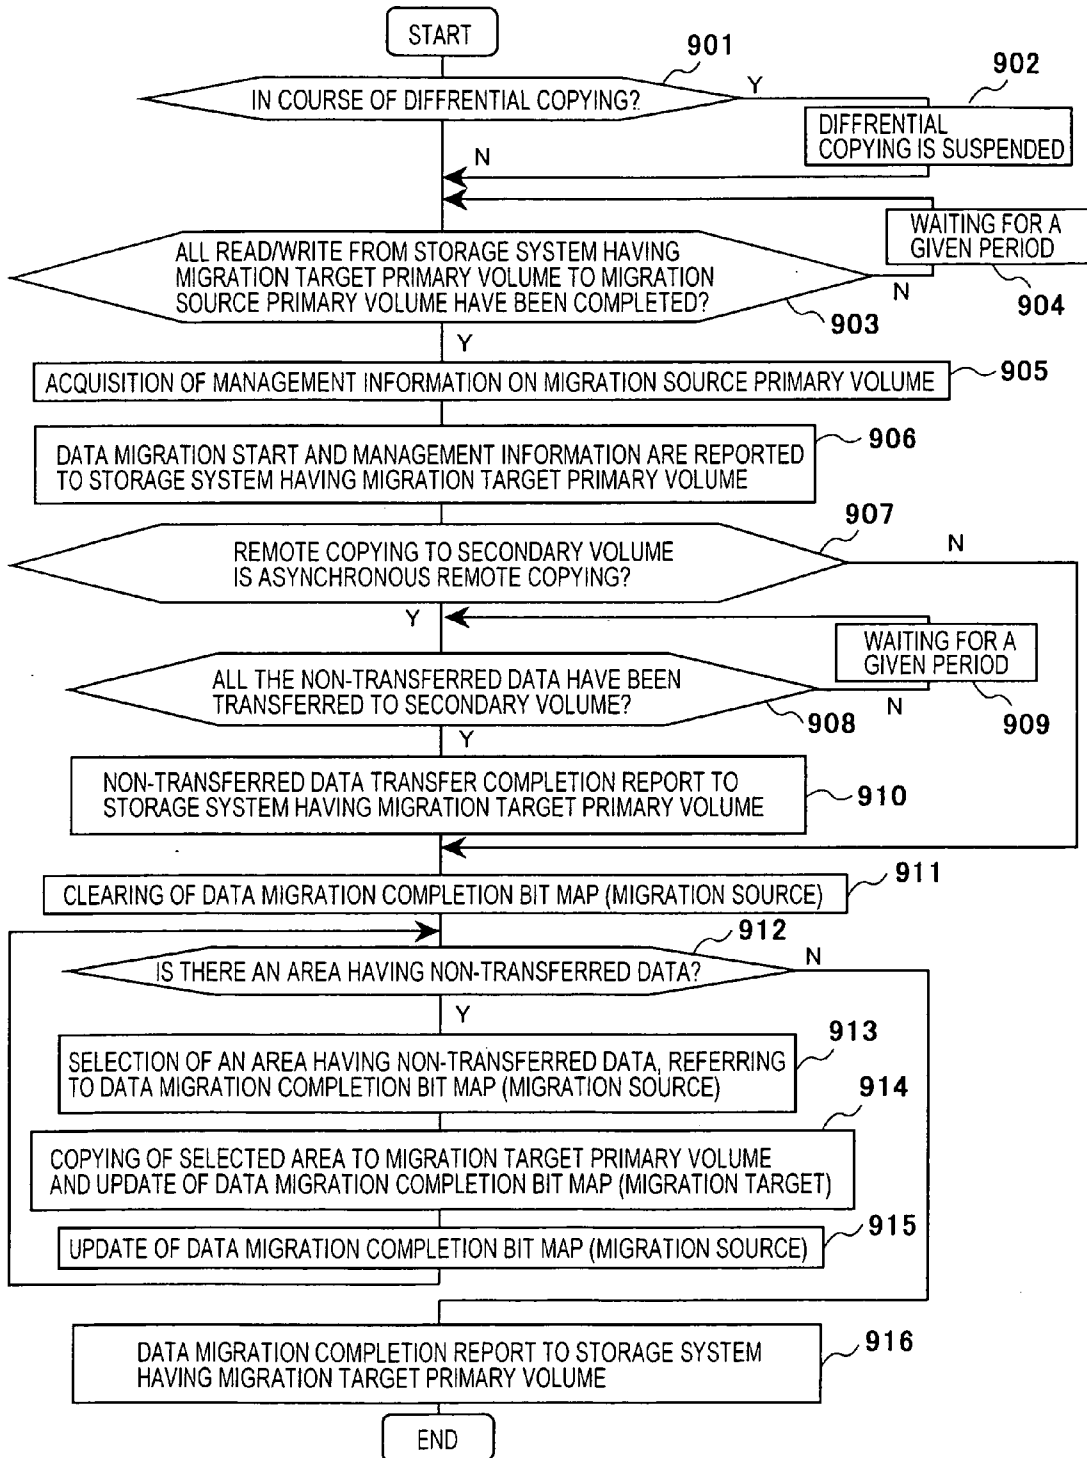 START
901
IN COURSE OF DIFFRENTIAL COPYING?
Y
902
DIFFRENTIAL
COPYING IS SUSPENDED
N
WAITING FOR A
GIVEN PERIOD
904
ALL READ/WRITE FROM STORAGE SYSTEM HAVING
MIGRATION TARGET PRIMARY VOLUME TO MIGRATION
SOURCE PRIMARY VOLUME HAVE BEEN COMPLETED?
N
903
Y
ACQUISITION OF MANAGEMENT INFORMATION ON MIGRATION SOURCE PRIMARY VOLUME
905
DATA MIGRATION START AND MANAGEMENT INFORMATION ARE REPORTED
TO STORAGE SYSTEM HAVING MIGRATION TARGET PRIMARY VOLUME
906
907
REMOTE COPYING TO SECONDARY VOLUME
IS ASYNCHRONOUS REMOTE COPYING?
N
Y
WAITING FOR A
GIVEN PERIOD
909
ALL THE NON-TRANSFERRED DATA HAVE BEEN
TRANSFERRED TO SECONDARY VOLUME?
N
908
Y
NON-TRANSFERRED DATA TRANSFER COMPLETION REPORT TO
STORAGE SYSTEM HAVING MIGRATION TARGET PRIMARY VOLUME
910
CLEARING OF DATA MIGRATION COMPLETION BIT MAP (MIGRATION SOURCE)
911
912
IS THERE AN AREA HAVING NON-TRANSFERRED DATA?
N
Y
SELECTION OF AN AREA HAVING NON-TRANSFERRED DATA, REFERRING
TO DATA MIGRATION COMPLETION BIT MAP (MIGRATION SOURCE)
913
914
COPYING OF SELECTED AREA TO MIGRATION TARGET PRIMARY VOLUME
AND UPDATE OF DATA MIGRATION COMPLETION BIT MAP (MIGRATION TARGET)
UPDATE OF DATA MIGRATION COMPLETION BIT MAP (MIGRATION SOURCE)
915
DATA MIGRATION COMPLETION REPORT TO STORAGE SYSTEM
HAVING MIGRATION TARGET PRIMARY VOLUME
916
END